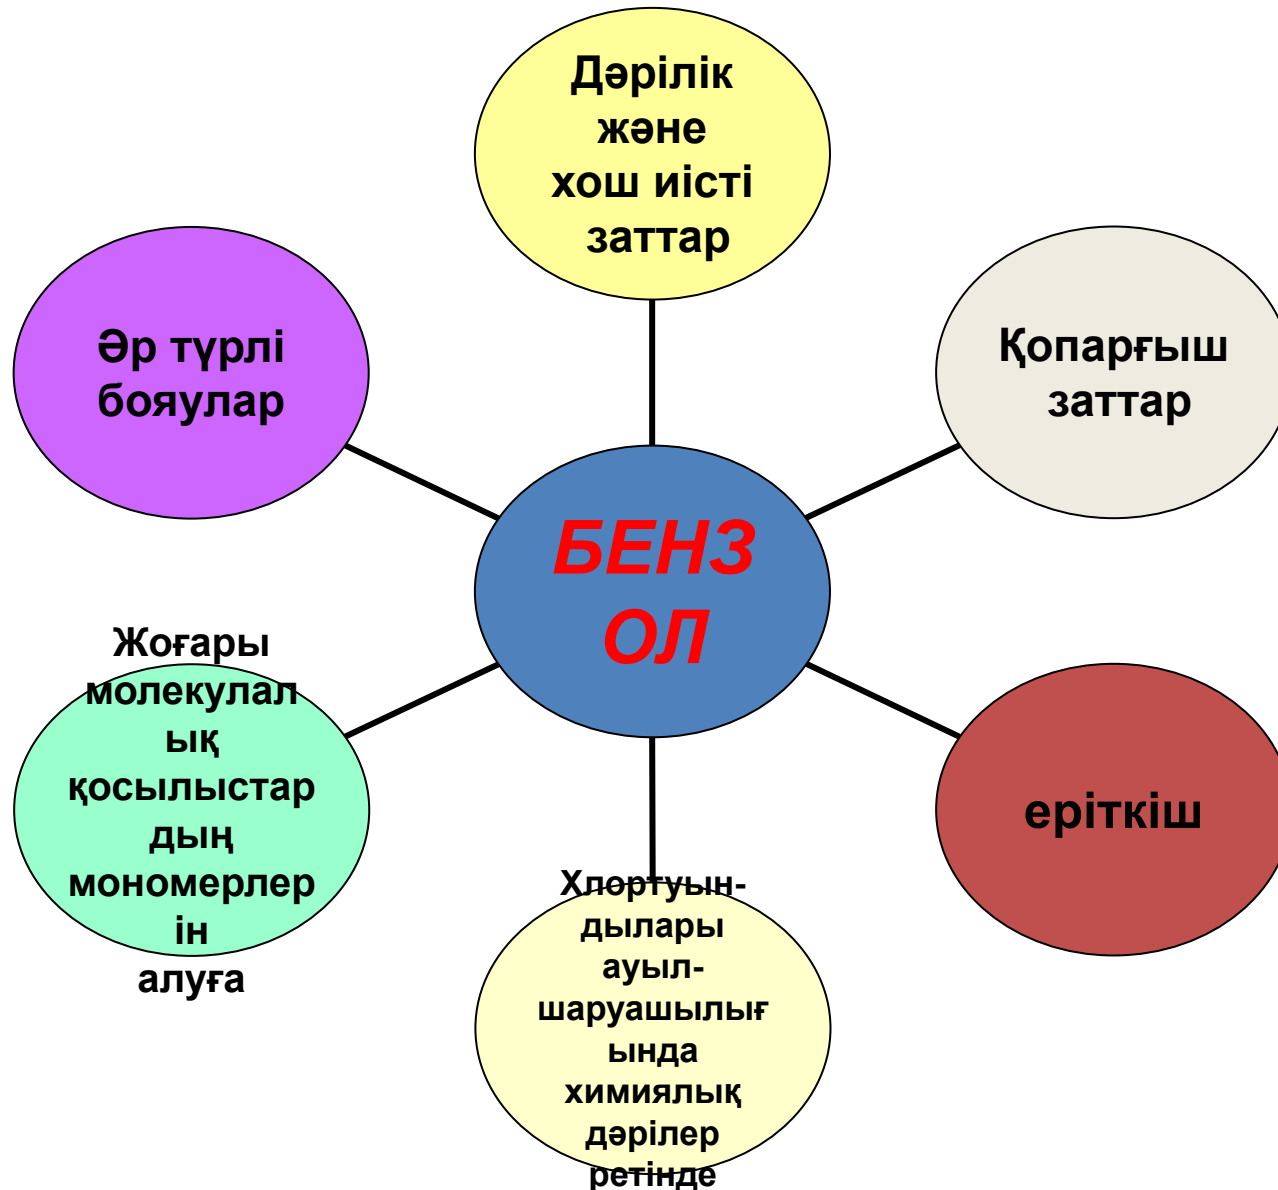 Дәрілік
және
хош иісті
заттар
Әр түрлі
бояулар
Қопарғыш
заттар
БЕНЗ
ОЛ
Жоғары
молекулал
ық
қосылыстар
дың
мономерлер
ін
алуға
еріткіш
Хлортуын-
дылары
ауыл-
шаруашылығ
ында
химиялық
дәрілер
ретінде